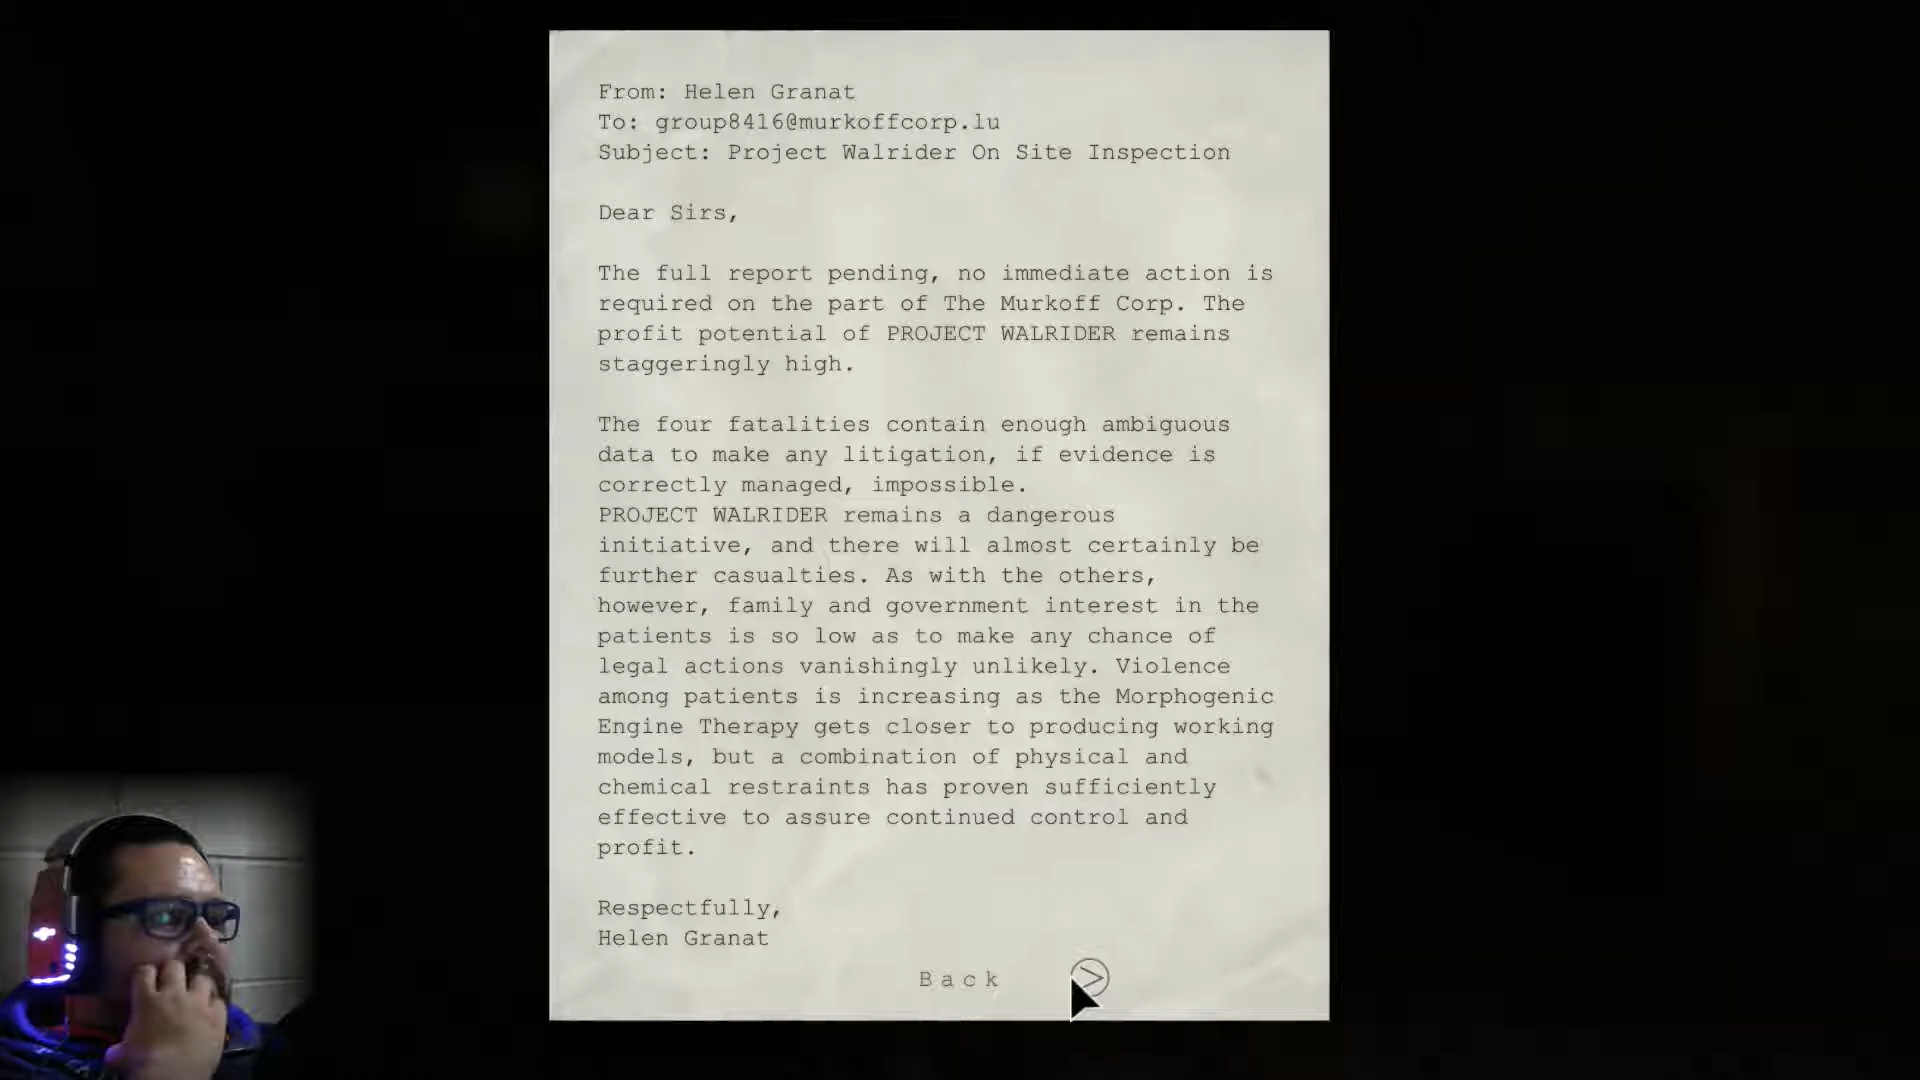 From: Helen Granat
To: group8416@murkoffcorp.lu
Subject: Project Walrider On Site Inspection
Dear Sirs,
The full report pending, no immediate action is
required on the part of The Murkoff Corp. The
profit potential of PROJECT WALRIDER remains
staggeringly high.
The four fatalities contain enough ambiguous
data to make any litigation, if evidence is
correctly managed, impossible.
PROJECT WALRIDER remains a dangerous
initiative, and there will almost certainly be
further casualties. As with the others,
however, family and government interest in the
patients is so low as to make any chance of
legal actions vanishingly unlikely. Violence
among patients is increasing as the Morphogenic
Engine Therapy gets closer to producing working
models, but a combination of physical and
chemical restraints has proven sufficiently
effective to assure continued control and
profit.
Respectfully,
Helen Granat
Back >